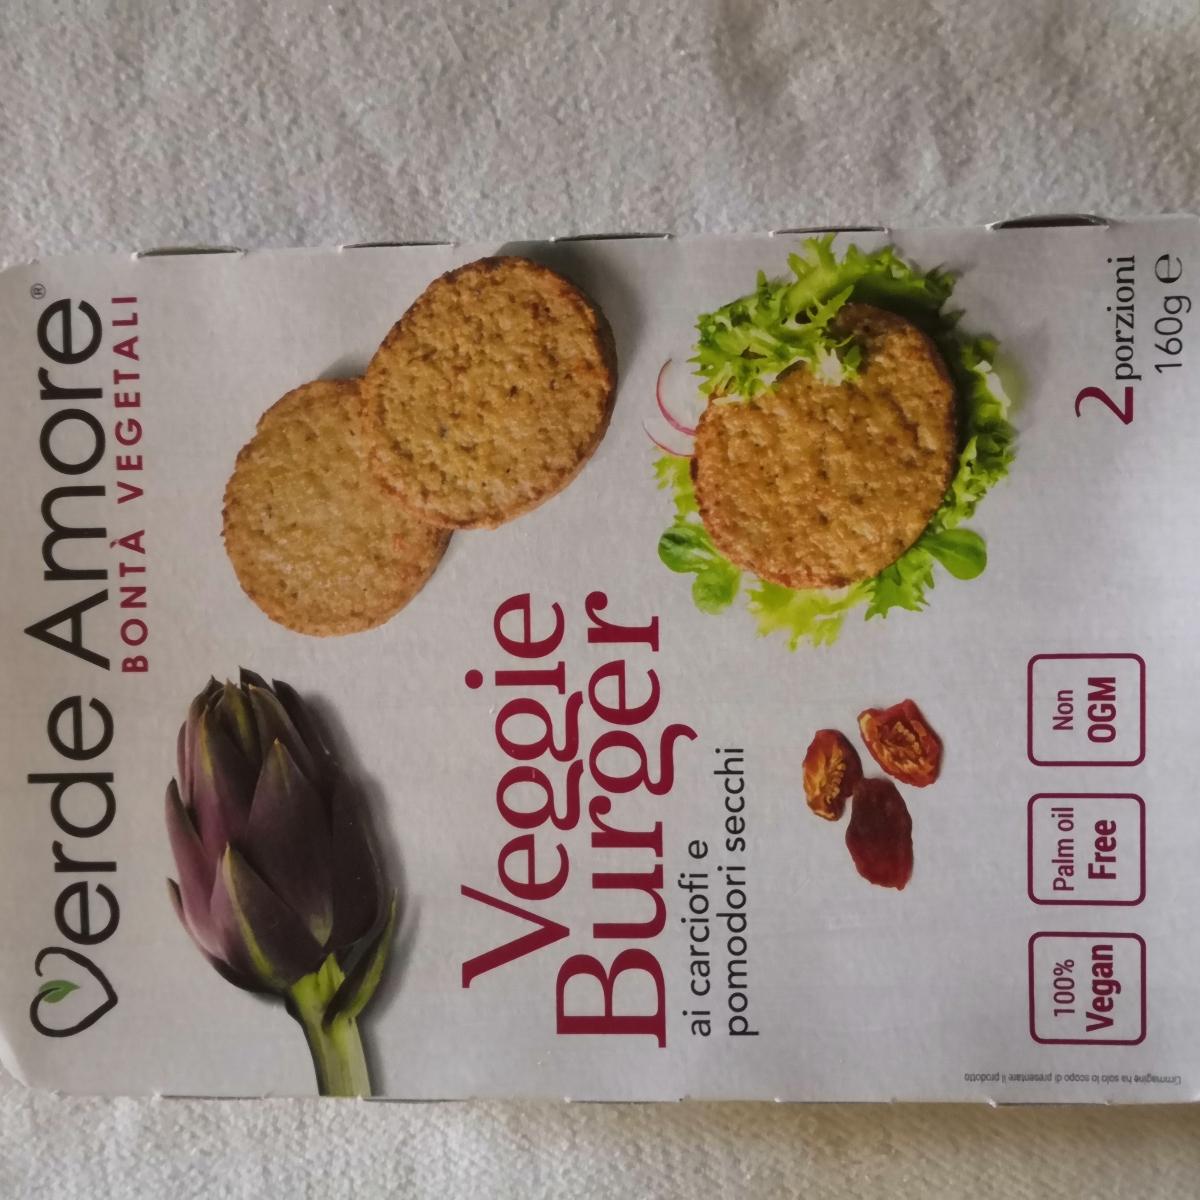 Verde Amore®
BONTÀ VEGETALI
Veggie
Burger
ai carciofi e
pomodori secchi
100%
Vegan
Palm oil
Free
Non
OGM
2 porzioni
160g e
L'immagine ha solo lo scopo di presentare il prodotto